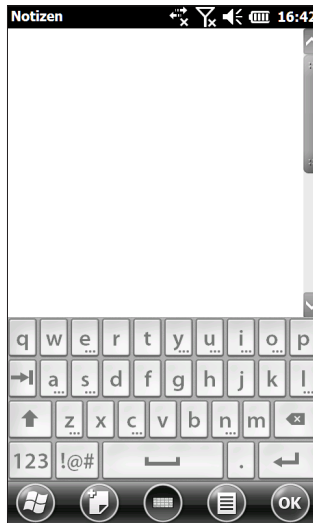 Notizen 16:42
q w e r t y u i o p
a s d f g h j k l
z x c v b n m
123 !@# .
OK